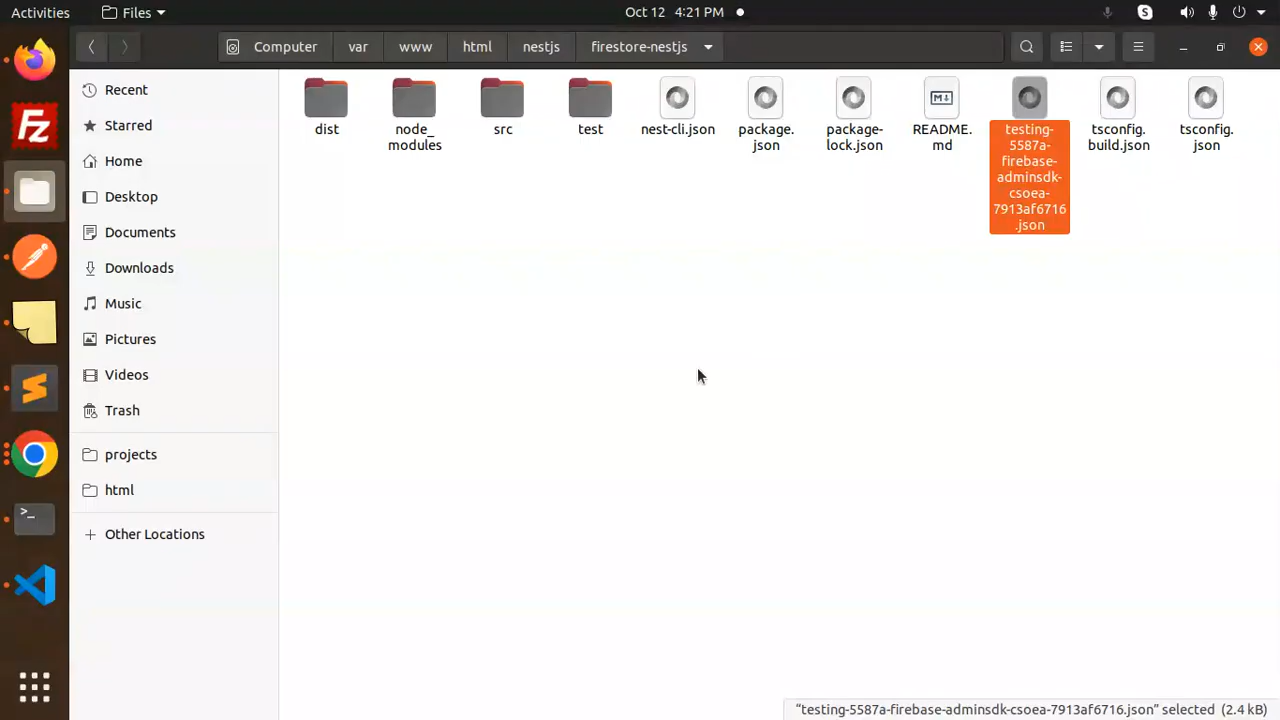 Activities
Files
Oct 12 4:21 PM
S
Computer
var
www
html
nestjs
firestore-nestjs
Fz
Recent
Starred
Home
Desktop
Documents
Downloads
Music
Pictures
Videos
Trash
projects
html
Other Locations
dist
node_
modules
src
test
nest-cli.json
package.
json
package-
lock.json
M
README.
md
testing-
5587a-
firebase-
adminsdk-
csoea-
7913af6716
.json
tsconfig.
build.json
tsconfig.
json
>_
“testing-5587a-firebase-adminsdk-csoea-7913af6716.json” selected (2.4 kB)